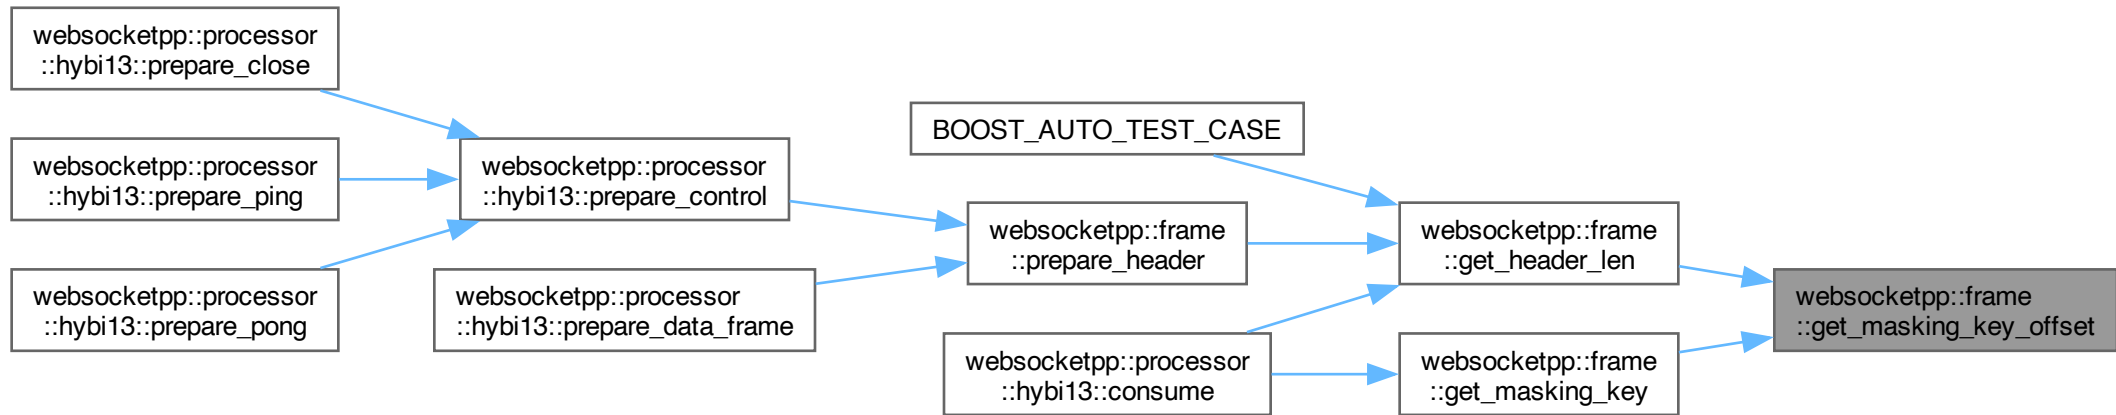 websocketpp::processor
::hybi13::prepare_close
websocketpp::processor
::hybi13::prepare_ping
websocketpp::processor
::hybi13::prepare_pong
websocketpp::processor
::hybi13::prepare_control
websocketpp::processor
::hybi13::prepare_data_frame
BOOST_AUTO_TEST_CASE
websocketpp::frame
::prepare_header
websocketpp::processor
::hybi13::consume
websocketpp::frame
::get_header_len
websocketpp::frame
::get_masking_key
websocketpp::frame
::get_masking_key_offset